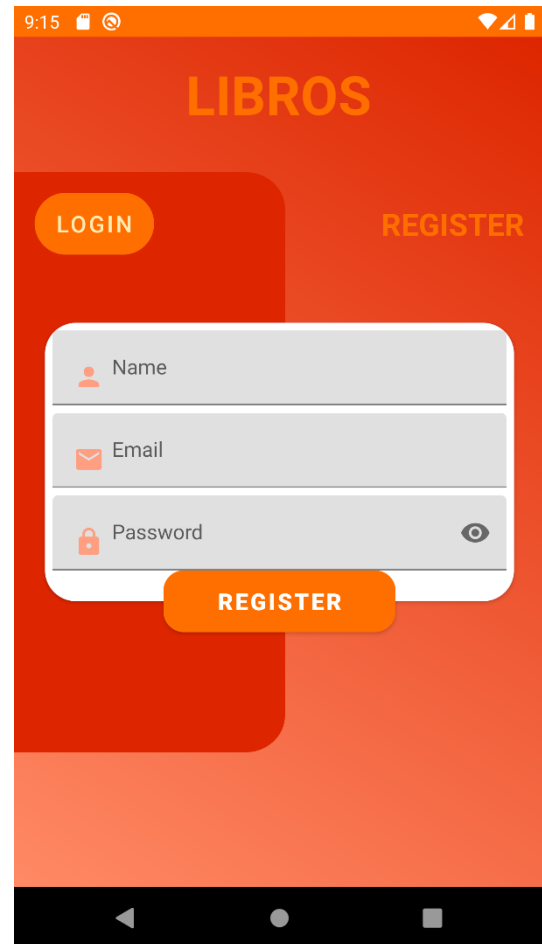 9:15
LIBROS
LOGIN
REGISTER
Name
Email
Password
REGISTER